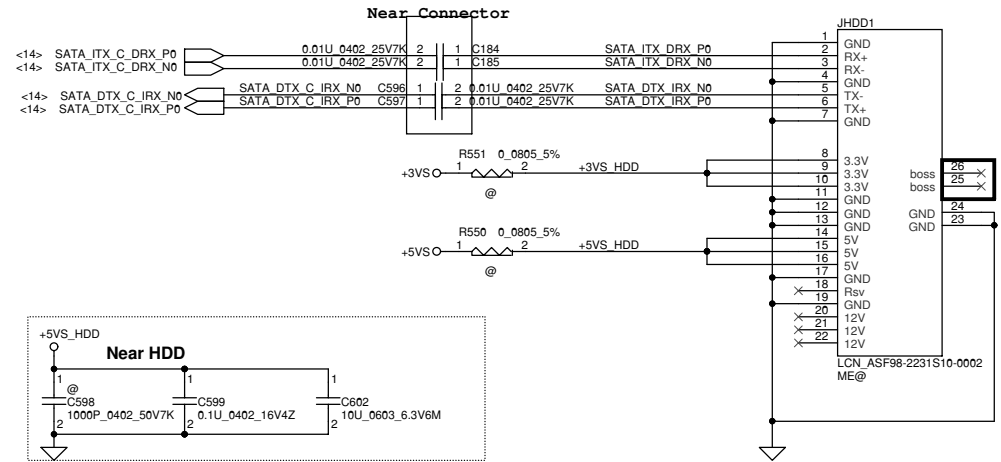 Near Connector
JHDD1
<14> SATA_ITX_C_DRX_P0 0.01U_0402_25V7K 2 1 C184 SATA_ITX_DRX_P0
<14> SATA_ITX_C_DRX_N0 0.01U_0402_25V7K 2 1 C185 SATA_ITX_DRX_N0
<14> SATA_DTX_C_IRX_N0 SATA_DTX_C_IRX_N0 C596 1 2 0.01U_0402_25V7K SATA_DTX_IRX_N0
<14> SATA_DTX_C_IRX_P0 SATA_DTX_C_IRX_P0 C597 1 2 0.01U_0402_25V7K SATA_DTX_IRX_P0
1 GND
2 RX+
3 RX-
4 GND
5 TX-
6 TX+
7 GND
R551 0_0805_5%
+3VS 1 2 +3VS_HDD
@
8 3.3V
9 3.3V
10 3.3V
11 GND
12 GND
13 GND
R550 0_0805_5%
+5VS 1 2 +5VS_HDD
@
14 5V
15 5V
16 5V
17 GND
18 Rsv
19 GND
20 12V
21 12V
22 12V
boss 26
boss 25
GND 24
GND 23
LCN_ASF98-2231S10-0002
ME@
+5VS_HDD
Near HDD
1 @ C598 1000P_0402_50V7K 2
1 C599 0.1U_0402_16V4Z 2
1 C602 10U_0603_6.3V6M 2